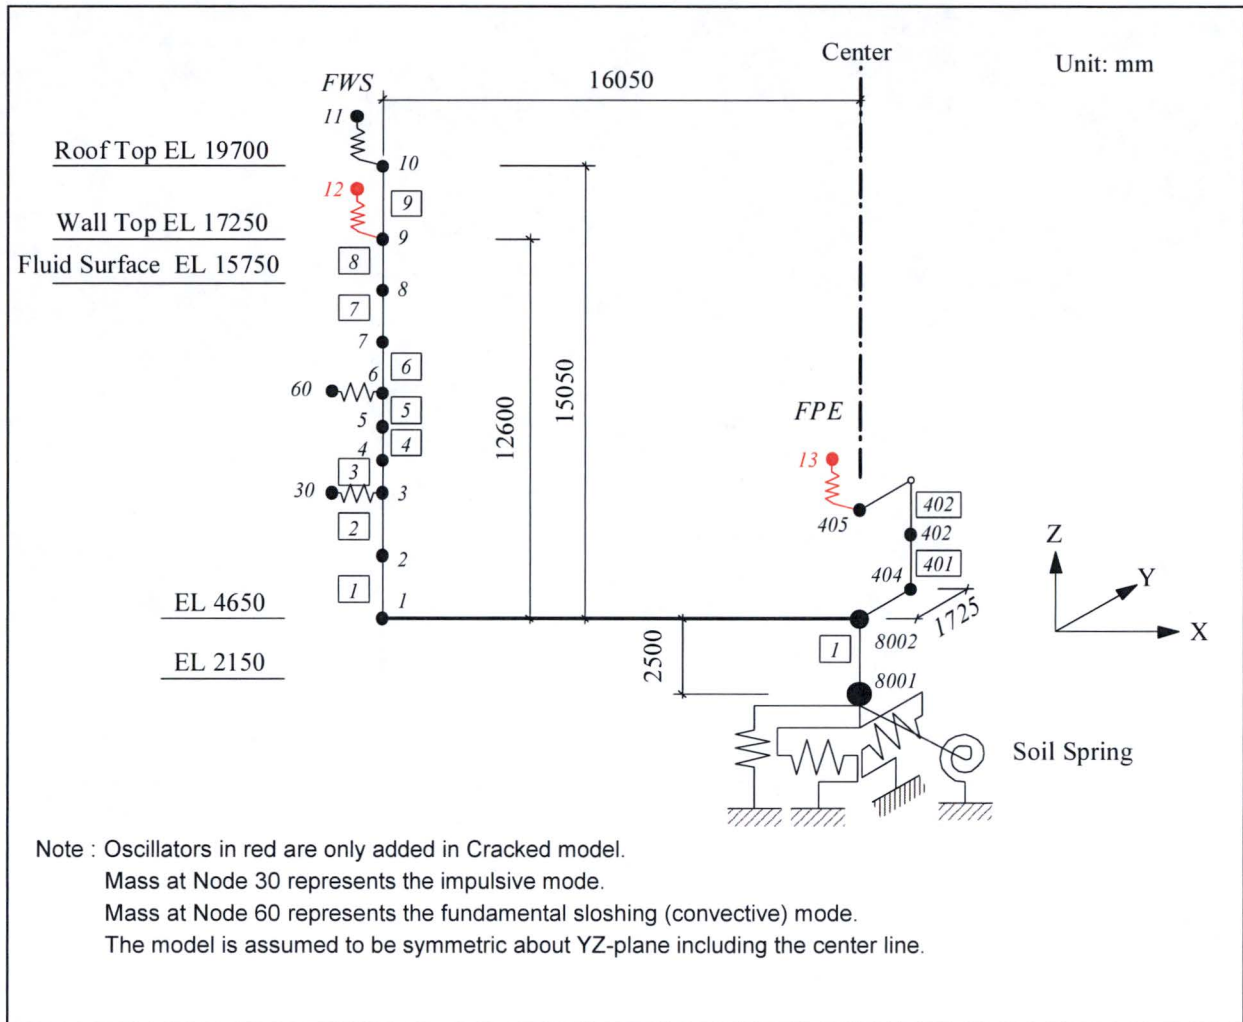 Center
Unit: mm
16050
FWS
11
Roof Top EL 19700
10
12
9
Wall Top EL 17250
9
8
Fluid Surface EL 15750
8
7
7
6
6
60
5
5
4
4
3
30
3
2
2
1
1
12600
15050
FPE
13
405
402
402
401
404
1725
Z
Y
X
EL 4650
8002
1
2500
EL 2150
8001
Soil Spring
Note : Oscillators in red are only added in Cracked model.
Mass at Node 30 represents the impulsive mode.
Mass at Node 60 represents the fundamental sloshing (convective) mode.
The model is assumed to be symmetric about YZ-plane including the center line.